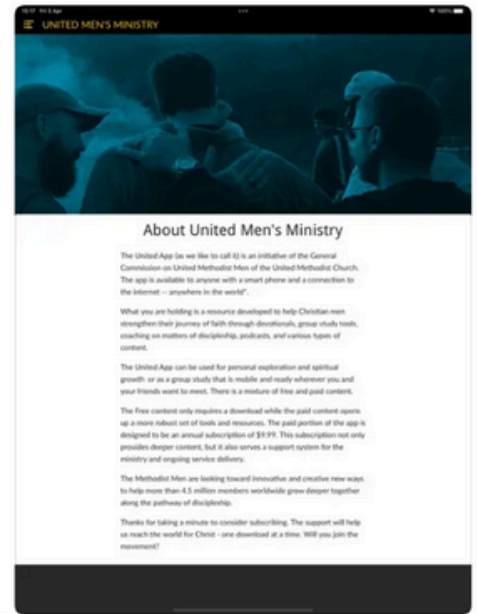 15:17 Fri 5 Apr
100%
UNITED MEN'S MINISTRY
About United Men's Ministry
The United App (as we like to call it) is an initiative of the General
Commission on United Methodist Men of the United Methodist Church.
The app is available to anyone with a smart phone and a connection to
the internet -- anywhere in the world".
What you are holding is a resource developed to help Christian men
strengthen their journey of faith through devotionals, group study tools,
coaching on matters of discipleship, podcasts, and various types of
content.
The United App can be used for personal exploration and spiritual
growth or as a group study that is mobile and ready wherever you and
your friends want to meet. There is a mixture of free and paid content.
The Free content only requires a download while the paid content opens
up a more robust set of tools and resources. The paid portion of the app is
designed to be an annual subscription of $9.99. This subscription not only
provides deeper content, but it also serves a support system for the
ministry and ongoing service delivery.
The Methodist Men are looking toward innovative and creative new ways
to help more than 4.5 million members worldwide grow deeper together
along the pathway of discipleship.
Thanks for taking a minute to consider subscribing. The support will help
us reach the world for Christ - one download at a time. Will you join the
movement?